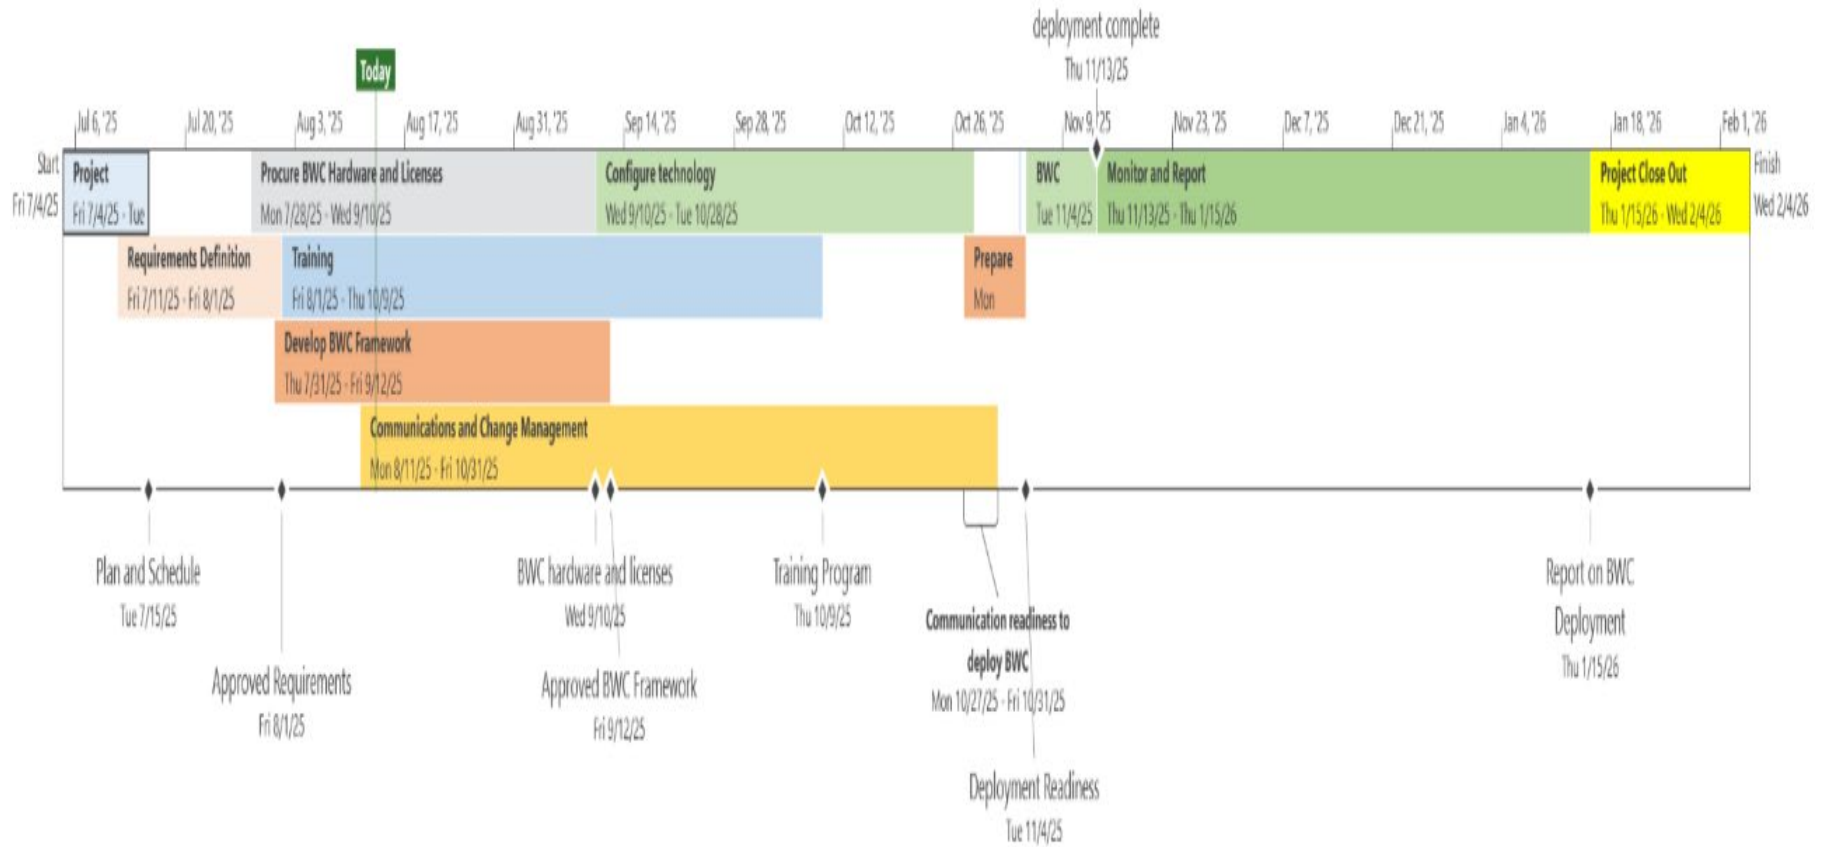 deployment complete
Thu 11/13/25
Today
Jul 6, '25
Jul 20, '25
Aug 3, '25
Aug 17, '25
Aug 31, '25
Sep 14, '25
Sep 28, '25
Oct 12, '25
Oct 26, '25
Nov 9, '25
Nov 23, '25
Dec 7, '25
Dec 21, '25
Jan 4, '26
Jan 18, '26
Feb 1, '26
Start
Fri 7/4/25
Project
Fri 7/4/25 - Tue
Procure BWC Hardware and Licenses
Mon 7/28/25 - Wed 9/10/25
Configure technology
Wed 9/10/25 - Tue 10/28/25
BWC
Tue 11/4/25
Monitor and Report
Thu 11/13/25 - Thu 1/15/26
Project Close Out
Thu 1/15/26 - Wed 2/4/26
Finish
Wed 2/4/26
Requirements Definition
Fri 7/11/25 - Fri 8/1/25
Training
Fri 8/1/25 - Thu 10/9/25
Prepare
Mon
Develop BWC Framework
Thu 7/31/25 - Fri 9/12/25
Communications and Change Management
Mon 8/11/25 - Fri 10/31/25
Plan and Schedule
Tue 7/15/25
Approved Requirements
Fri 8/1/25
BWC hardware and licenses
Wed 9/10/25
Approved BWC Framework
Fri 9/12/25
Training Program
Thu 10/9/25
Communication readiness to
deploy BWC
Mon 10/27/25 - Fri 10/31/25
Deployment Readiness
Tue 11/4/25
Report on BWC
Deployment
Thu 1/15/26